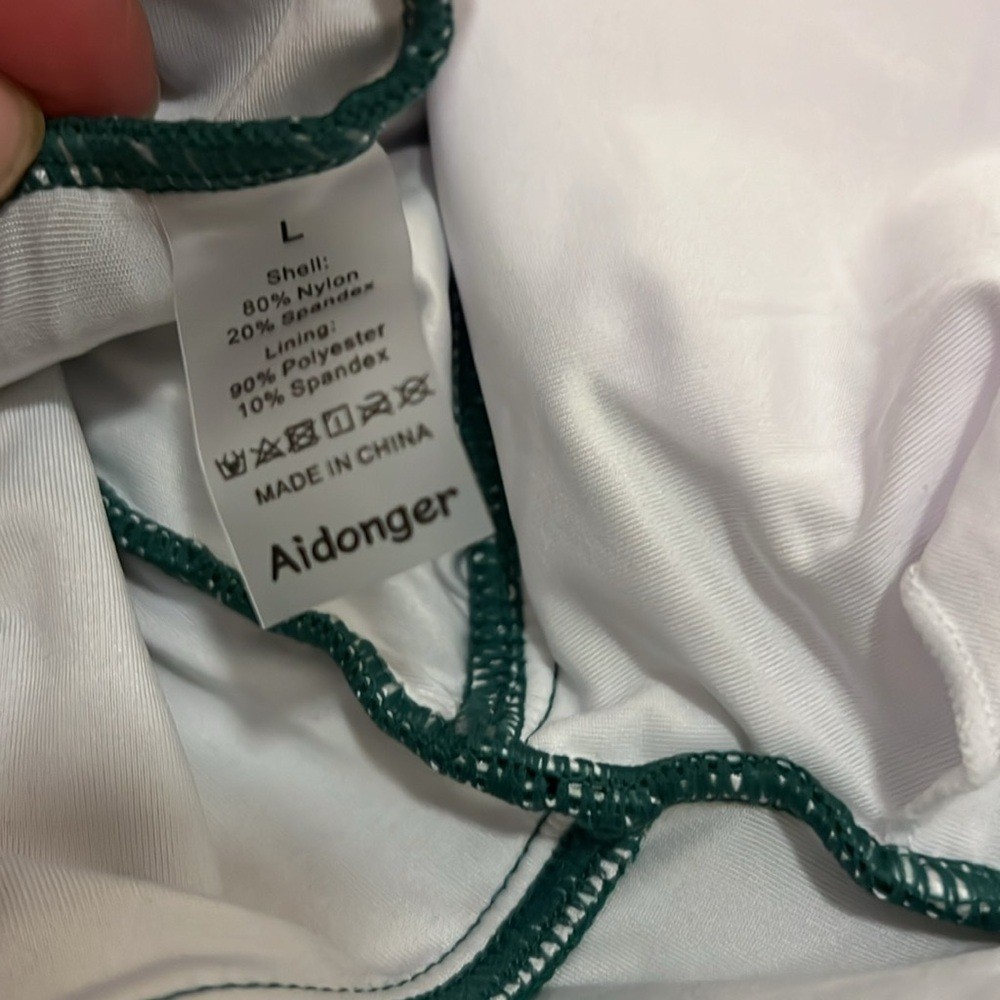 L
Shell:
80% Nylon
20% Spandex
Lining:
90% Polyester
10% Spandex
MADE IN CHINA
Aidonger